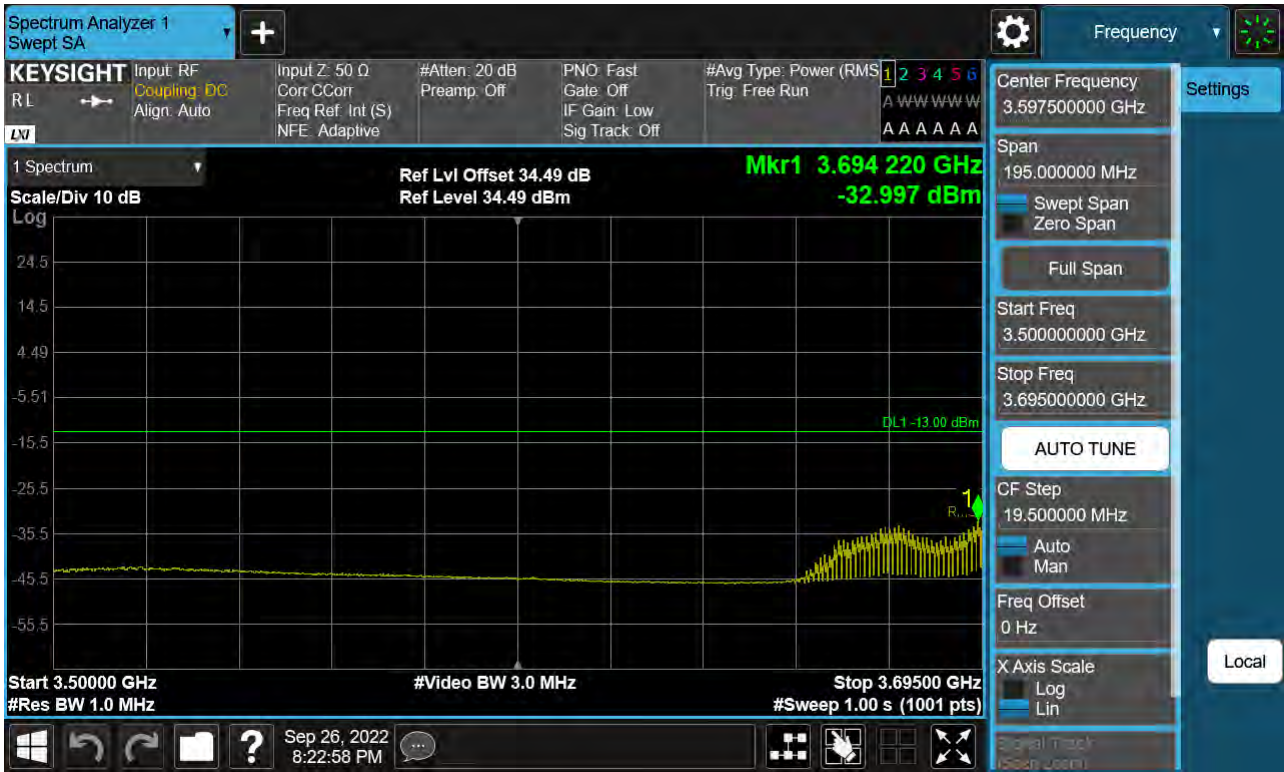 Spectrum Analyzer 1
Swept SA
+
Frequency
KEYSIGHT
RL
LXI
Input: RF
Coupling: DC
Align: Auto
Input Z: 50 Ω
Corr CCorr
Freq Ref: Int (S)
NFE: Adaptive
#Atten: 20 dB
Preamp: Off
PNO: Fast
Gate: Off
IF Gain: Low
Sig Track: Off
#Avg Type: Power (RMS
Trig: Free Run
1 2 3 4 5 6
A W W W W W
A A A A A A
Center Frequency
3.597500000 GHz
Settings
Span
195.000000 MHz
Swept Span
Zero Span
Full Span
Start Freq
3.500000000 GHz
Stop Freq
3.695000000 GHz
AUTO TUNE
CF Step
19.500000 MHz
Auto
Man
Freq Offset
0 Hz
X Axis Scale
Log
Lin
Signal Track
(Span Zoom)
Local
1 Spectrum
Scale/Div 10 dB
Log
Ref Lvl Offset 34.49 dB
Ref Level 34.49 dBm
Mkr1 3.694 220 GHz
-32.997 dBm
24.5
14.5
4.49
-5.51
DL1 -13.00 dBm
-15.5
-25.5
1
-35.5
-45.5
-55.5
Start 3.50000 GHz
#Video BW 3.0 MHz
Stop 3.69500 GHz
#Res BW 1.0 MHz
#Sweep 1.00 s (1001 pts)
?
Sep 26, 2022
8:22:58 PM